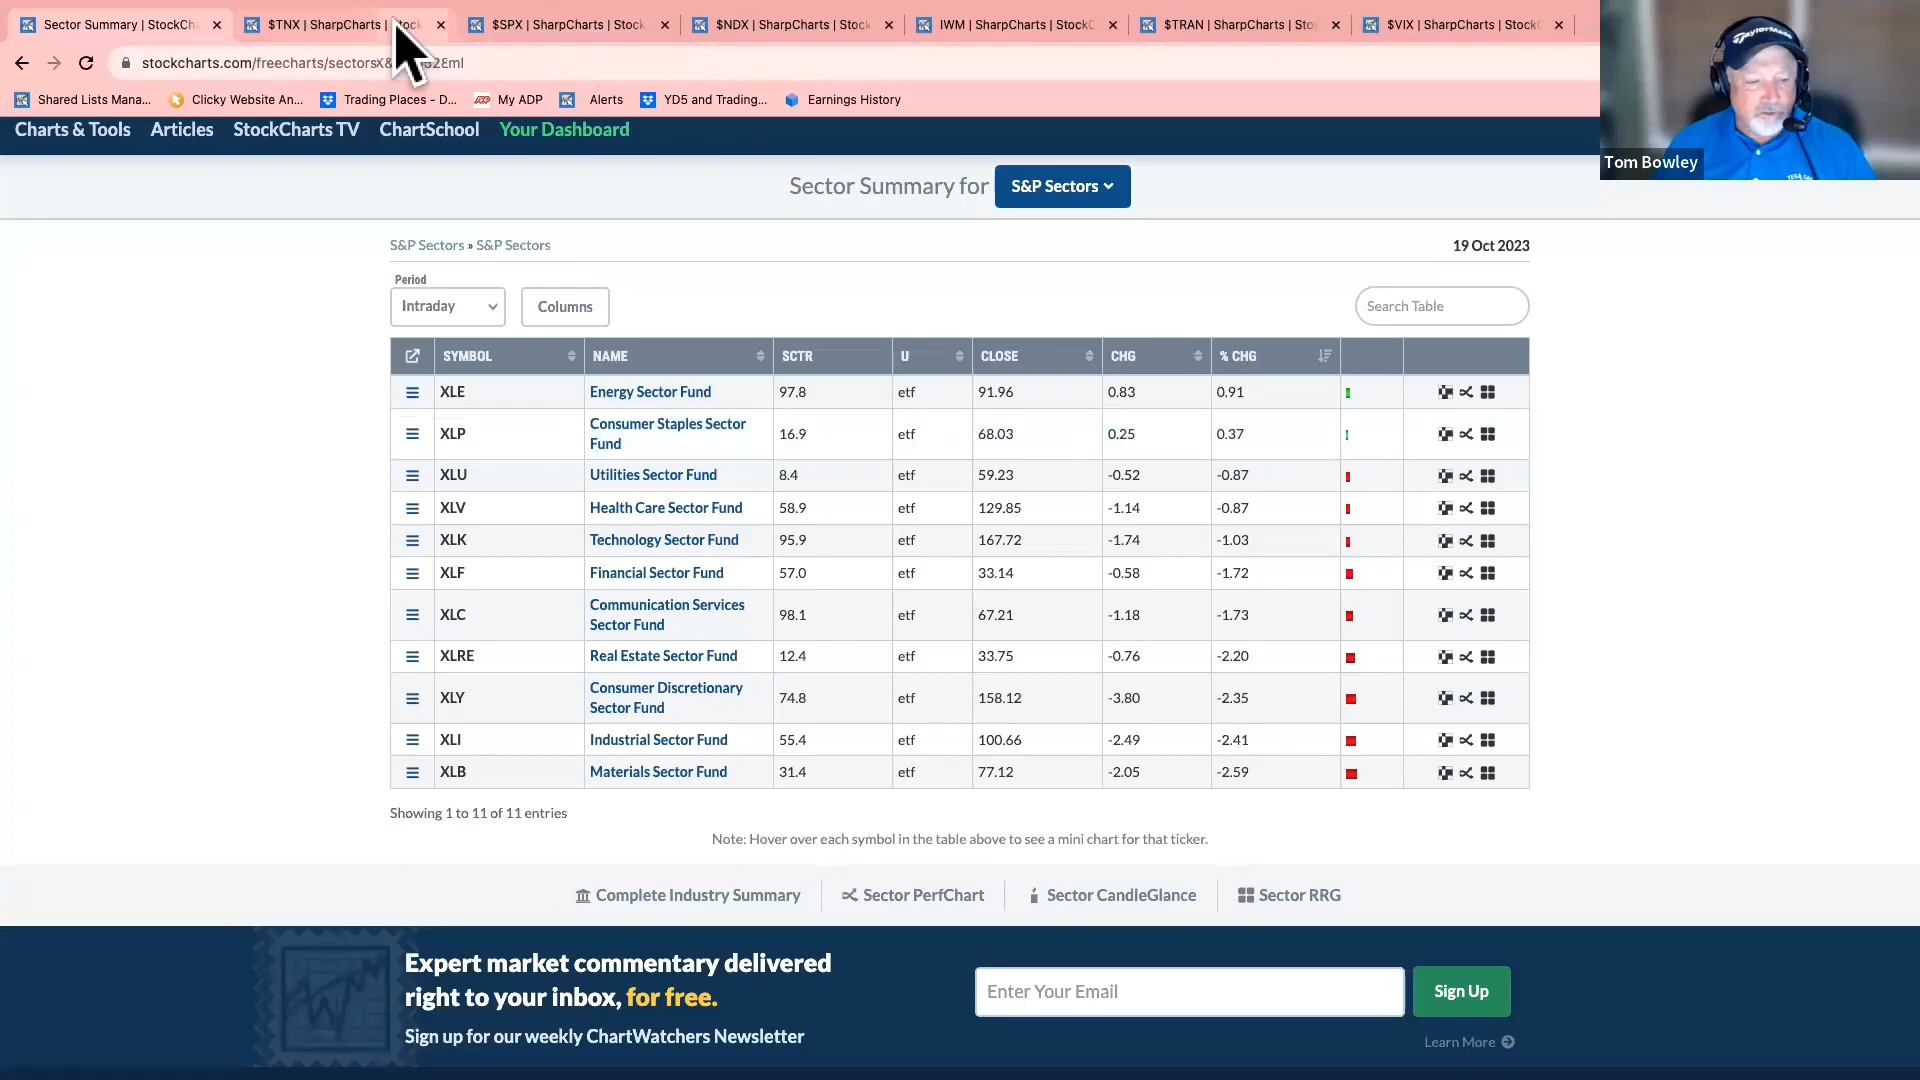 Sector Summary | StockCha
$TNX | SharpCharts | Stock
$SPX | SharpCharts | Stock
$NDX | SharpCharts | Stock
IWM | SharpCharts | StockC
$TRAN | SharpCharts | Sto
$VIX | SharpCharts | StockC
stockcharts.com/freecharts/sectors
Shared Lists Mana...
Clicky Website An...
Trading Places - D...
My ADP
Alerts
YD5 and Trading...
Earnings History
Charts & Tools Articles StockCharts TV ChartSchool Your Dashboard
TaylorMade
Tom Bowley
Sector Summary for S&P Sectors
S&P Sectors » S&P Sectors
19 Oct 2023
Period
Intraday
Columns
Search Table
SYMBOL NAME SCTR U CLOSE CHG % CHG
XLE Energy Sector Fund 97.8 etf 91.96 0.83 0.91
XLP Consumer Staples Sector Fund 16.9 etf 68.03 0.25 0.37
XLU Utilities Sector Fund 8.4 etf 59.23 -0.52 -0.87
XLV Health Care Sector Fund 58.9 etf 129.85 -1.14 -0.87
XLK Technology Sector Fund 95.9 etf 167.72 -1.74 -1.03
XLF Financial Sector Fund 57.0 etf 33.14 -0.58 -1.72
XLC Communication Services Sector Fund 98.1 etf 67.21 -1.18 -1.73
XLRE Real Estate Sector Fund 12.4 etf 33.75 -0.76 -2.20
XLY Consumer Discretionary Sector Fund 74.8 etf 158.12 -3.80 -2.35
XLI Industrial Sector Fund 55.4 etf 100.66 -2.49 -2.41
XLB Materials Sector Fund 31.4 etf 77.12 -2.05 -2.59
Showing 1 to 11 of 11 entries
Note: Hover over each symbol in the table above to see a mini chart for that ticker.
Complete Industry Summary
Sector PerfChart
Sector CandleGlance
Sector RRG
Expert market commentary delivered
right to your inbox, for free.
Sign up for our weekly ChartWatchers Newsletter
Enter Your Email
Sign Up
Learn More